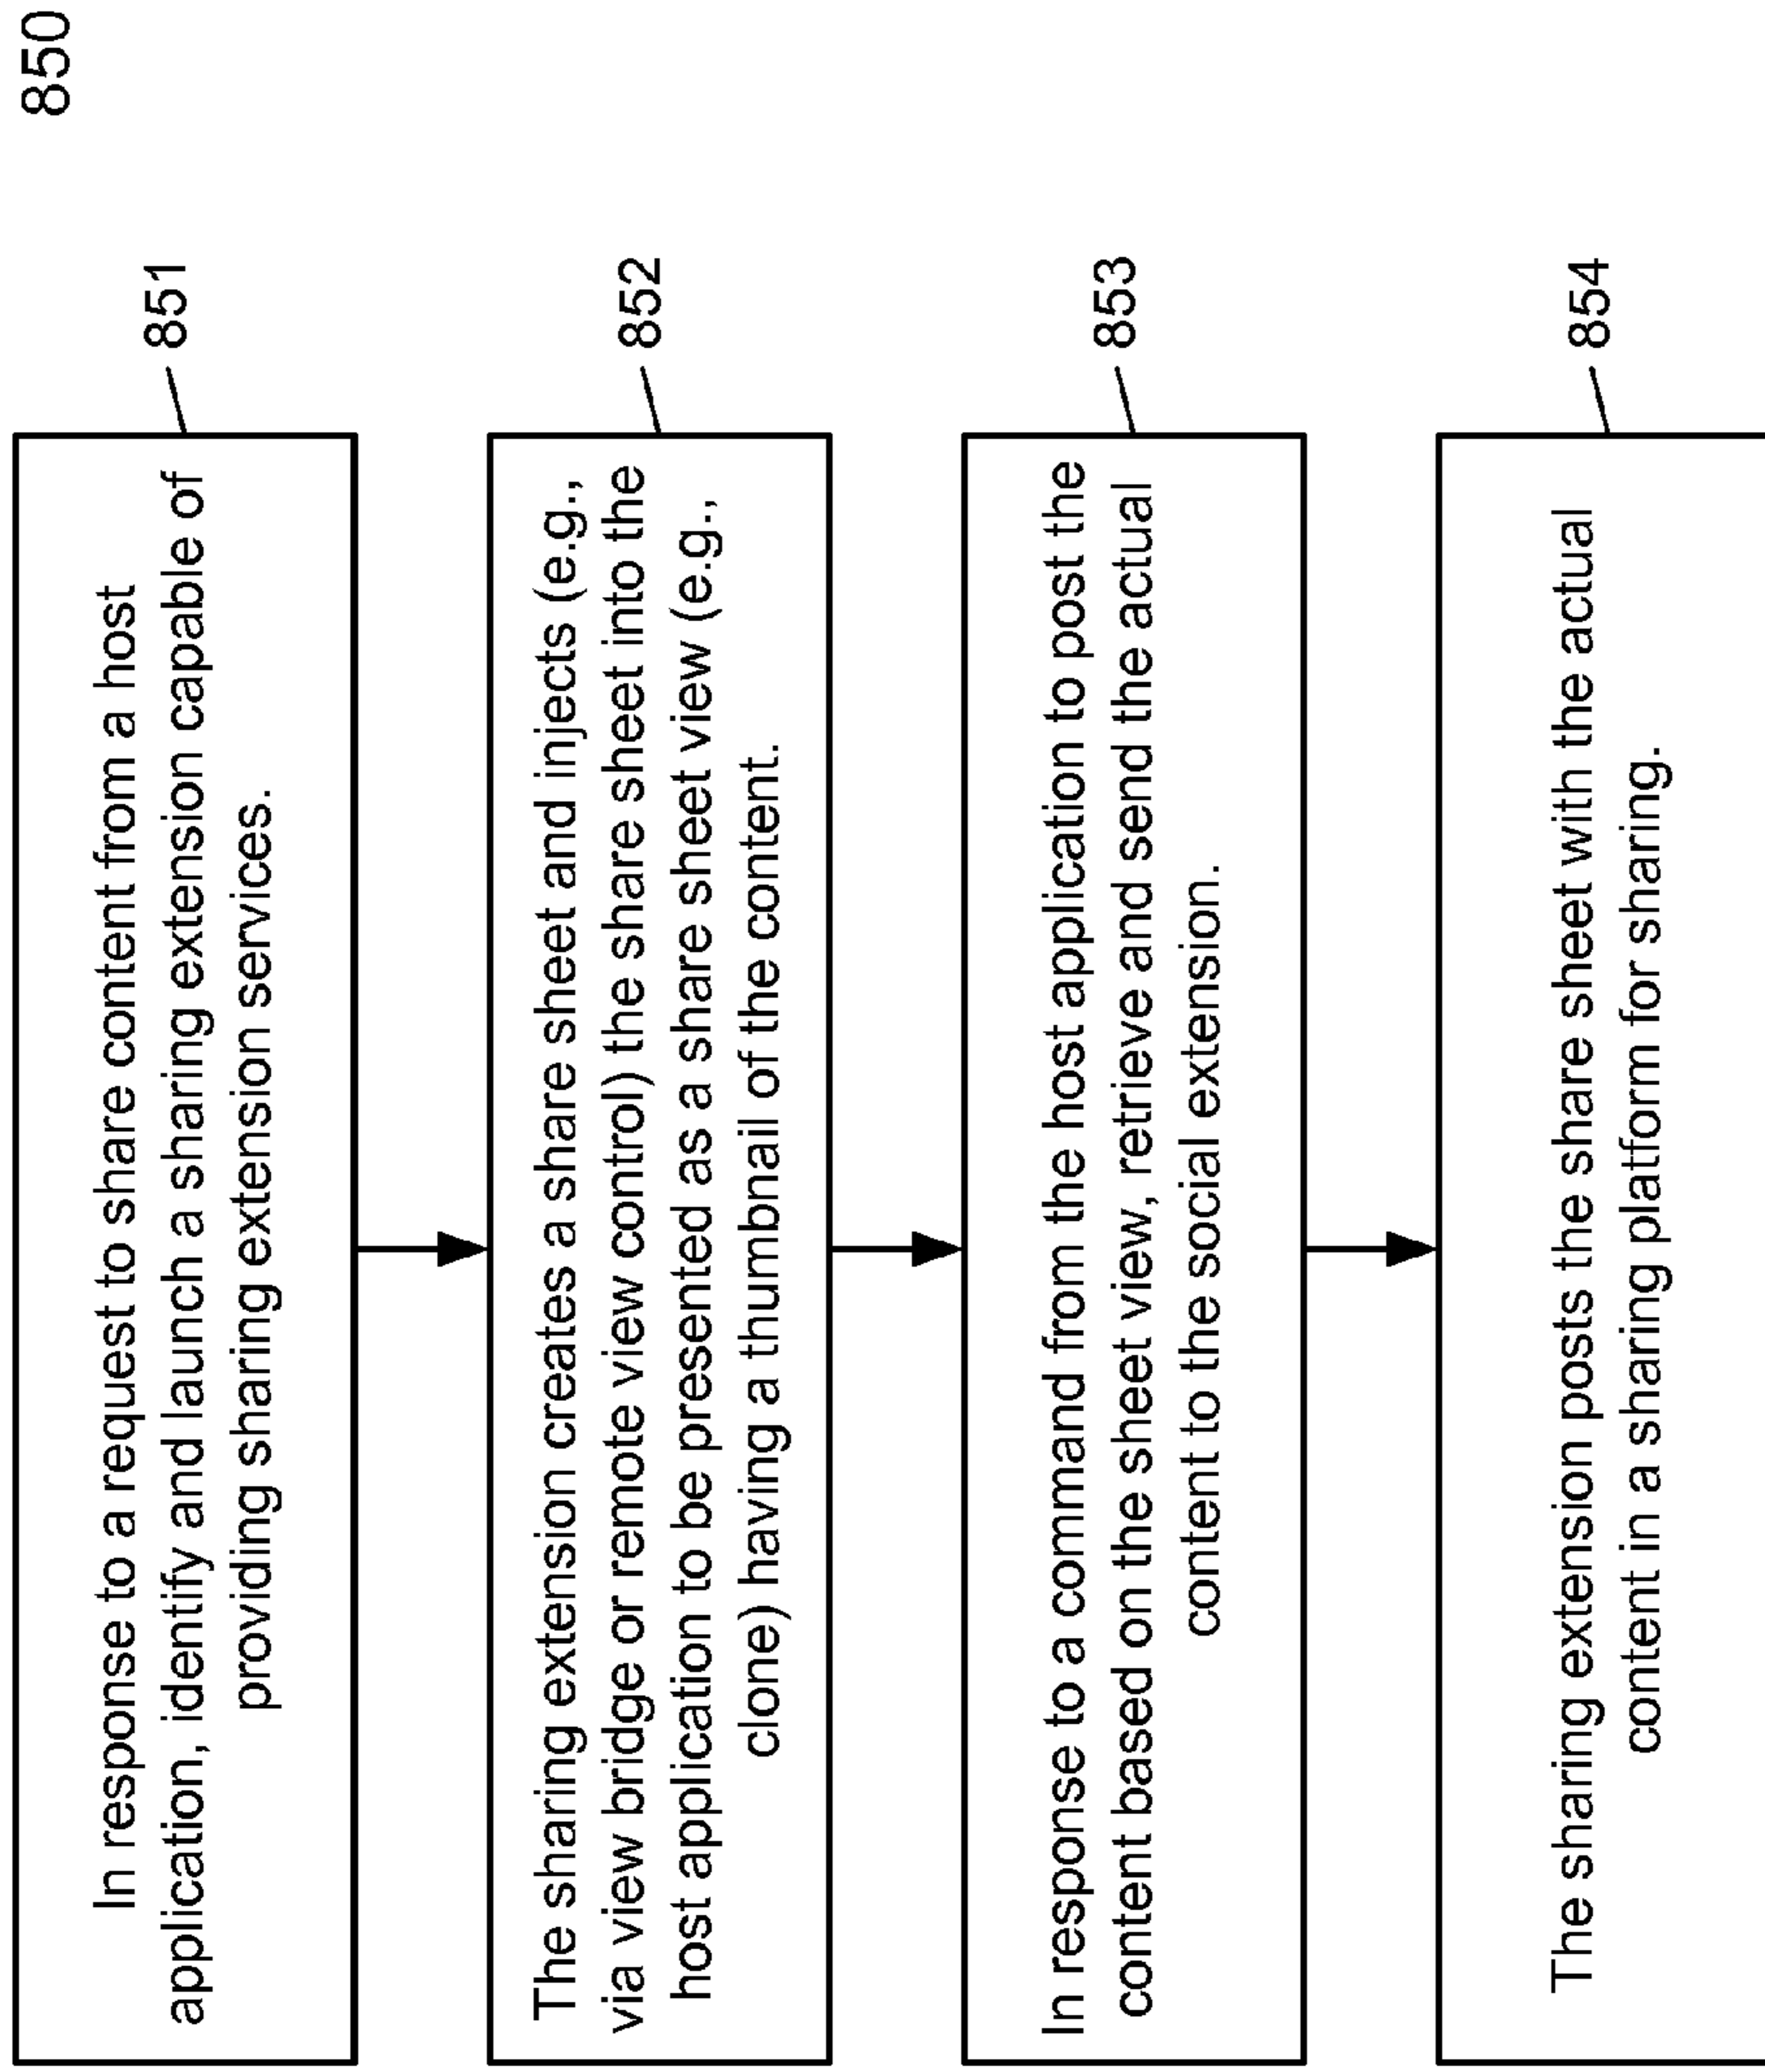 850
In response to a request to share content from a host
application, identify and launch a sharing extension capable of
providing sharing extension services.
851
The sharing extension creates a share sheet and injects (e.g.,
via view bridge or remote view control) the share sheet into the
host application to be presented as a share sheet view (e.g.,
clone) having a thumbnail of the content.
852
In response to a command from the host application to post the
content based on the sheet view, retrieve and send the actual
content to the social extension.
853
The sharing extension posts the share sheet with the actual
content in a sharing platform for sharing.
854